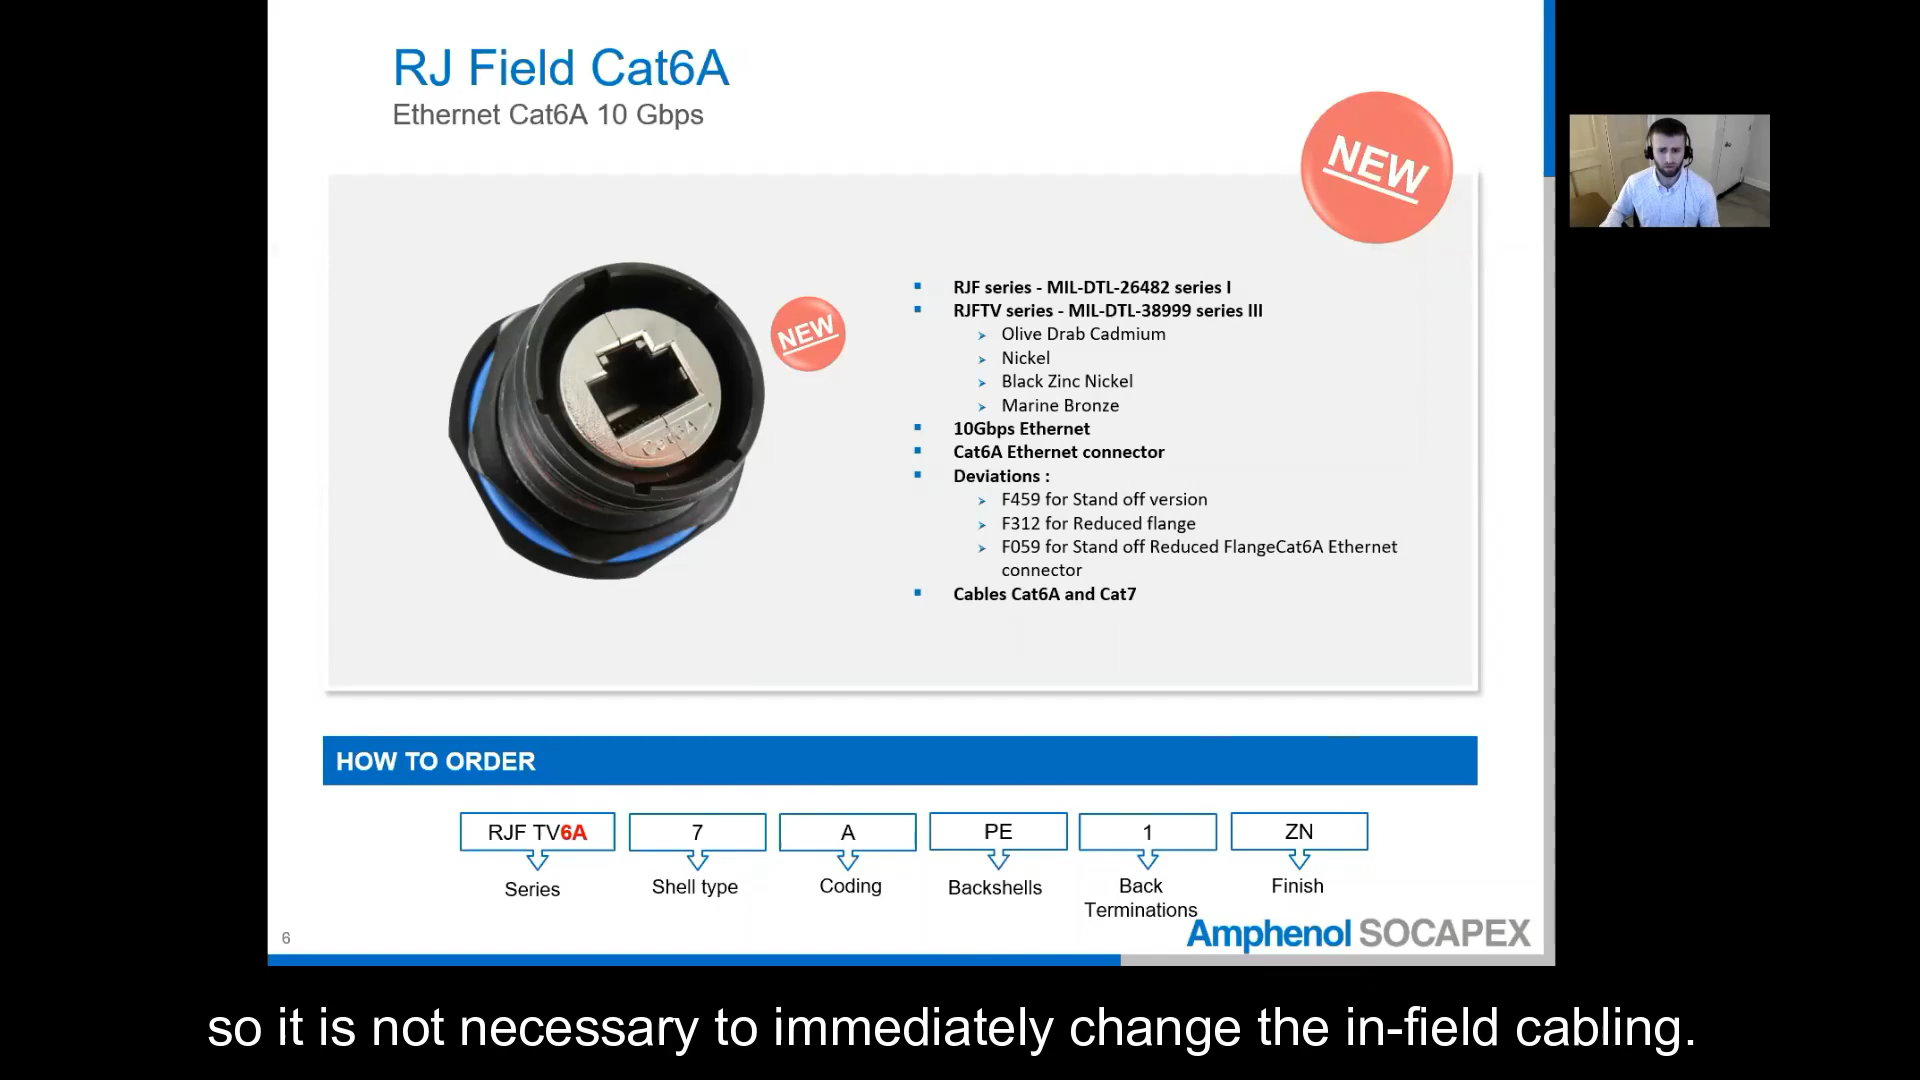 RJ Field Cat6A
Ethernet Cat6A 10 Gbps
NEW
NEW
Cat6A
RJF series - MIL-DTL-26482 series I
RJFTV series - MIL-DTL-38999 series III
Olive Drab Cadmium
Nickel
Black Zinc Nickel
Marine Bronze
10Gbps Ethernet
Cat6A Ethernet connector
Deviations :
F459 for Stand off version
F312 for Reduced flange
F059 for Stand off Reduced FlangeCat6A Ethernet
connector
Cables Cat6A and Cat7
HOW TO ORDER
RJF TV6A 7 A PE 1 ZN
Series Shell type Coding Backshells Back Finish
Terminations
Amphenol SOCAPEX
6
so it is not necessary to immediately change the in-field cabling.